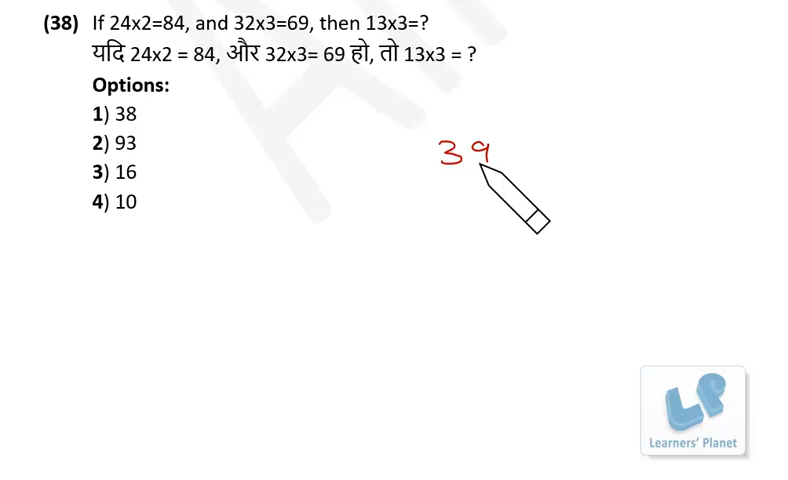 (38) If 24x2=84, and 32x3=69, then 13x3=?
यदि 24x2 = 84, और 32x3= 69 हो, तो 13x3 = ?
Options:
1) 38
2) 93
39
3) 16
4) 10
LP
Learners' Planet